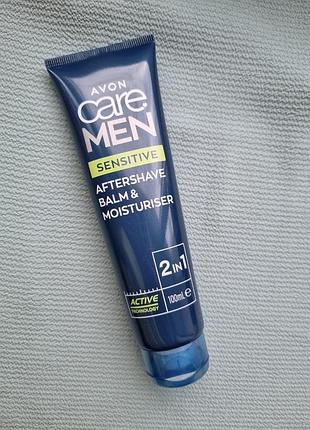 AVON
care
MEN
SENSITIVE
AFTERSHAVE
BALM &
MOISTURISER
2 IN 1
ACTIVE
TECHNOLOGY
100mL ℮